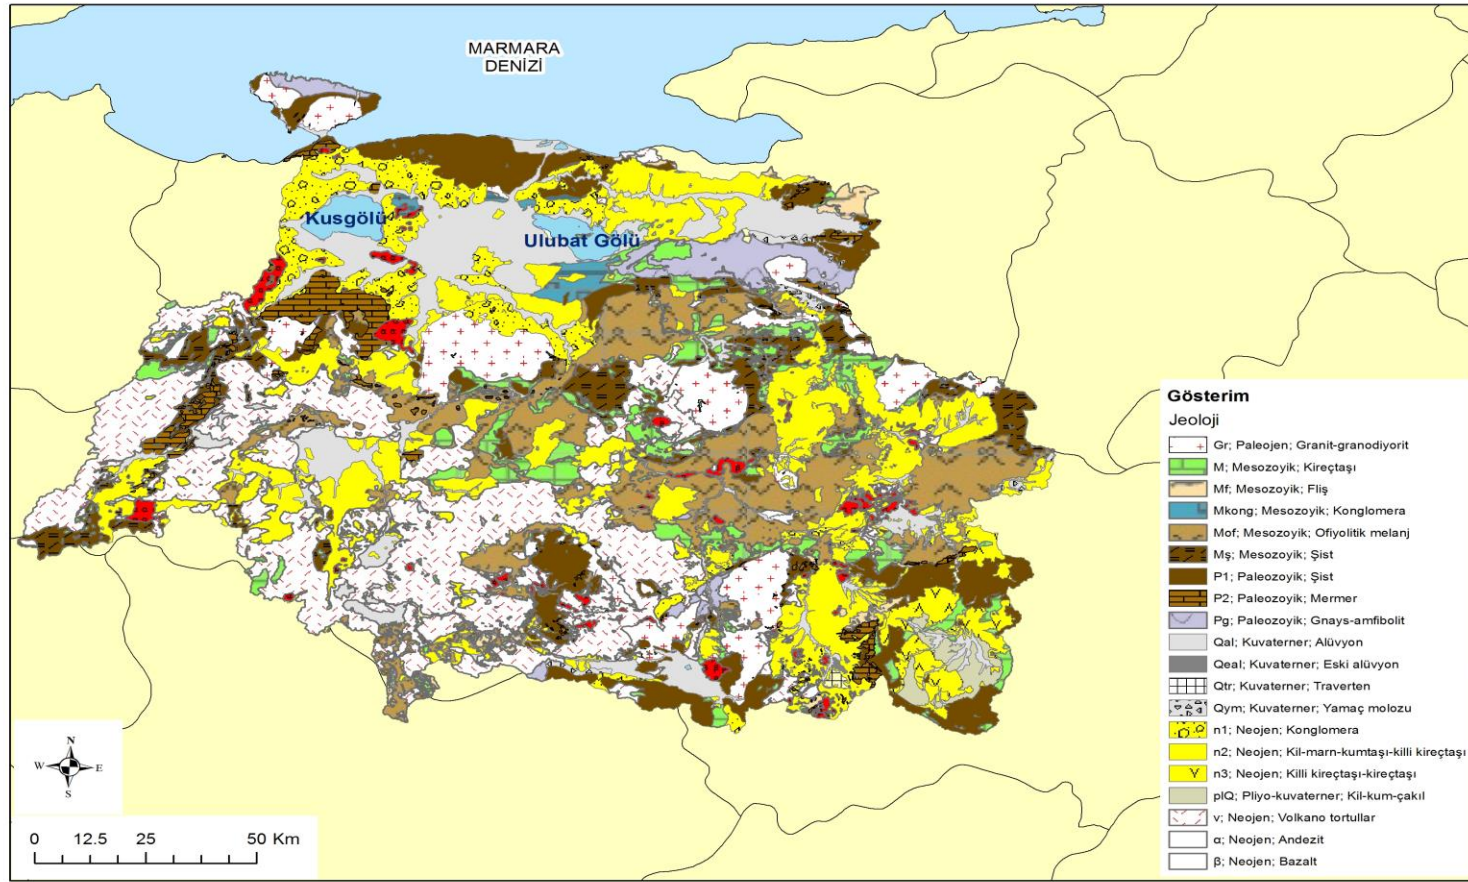 MARMARA
DENİZİ
Kusgölü
Ulubat Gölü
Gösterim
Jeoloji
Gr; Paleojen; Granit-granodiyorit
M; Mesozoyik; Kireçtaşı
Mf; Mesozoyik; Fliş
Mkong; Mesozoyik; Konglomera
Mof; Mesozoyik; Ofiyolitik melanj
Mş; Mesozoyik; Şist
P1; Paleozoyik; Şist
P2; Paleozoyik; Mermer
Pg; Paleozoyik; Gnays-amfibolit
Qal; Kuvaterner; Alüvyon
Qeal; Kuvaterner; Eski alüvyon
Qtr; Kuvaterner; Traverten
Qym; Kuvaterner; Yamaç molozu
n1; Neojen; Konglomera
n2; Neojen; Kil-marn-kumtaşı-killi kireçtaşı
n3; Neojen; Killi kireçtaşı-kireçtaşı
plQ; Pliyo-kuvaterner; Kil-kum-çakıl
v; Neojen; Volkano tortullar
α; Neojen; Andezit
β; Neojen; Bazalt
N
W E
S
0 12.5 25 50 Km